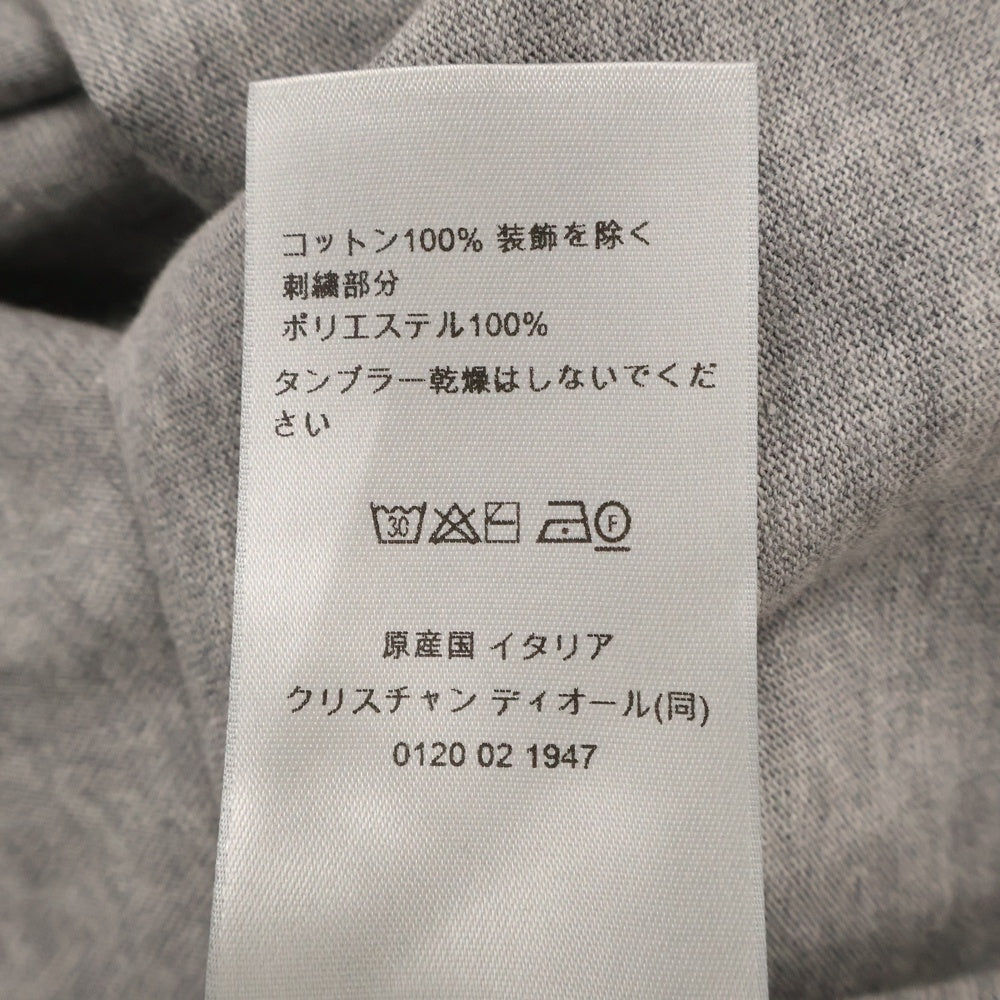 コットン100% 装飾を除く
刺繍部分
ポリエステル100%
タンブラー乾燥はしないでくだ
さい
30 F
原産国 イタリア
クリスチャン ディオール(同)
0120 02 1947